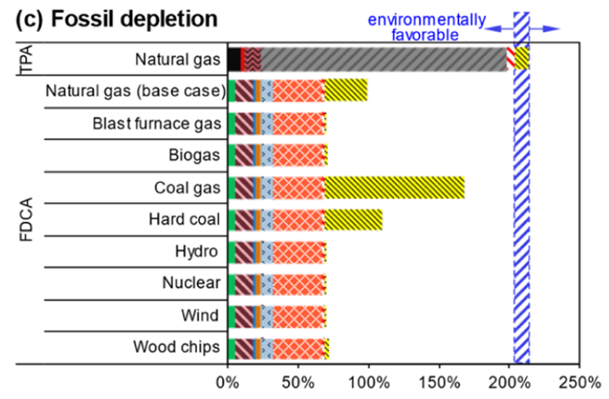 (c) Fossil depletion
environmentally
favorable
TPA
Natural gas
FDCA
Natural gas (base case)
Blast furnace gas
Biogas
Coal gas
Hard coal
Hydro
Nuclear
Wind
Wood chips
0% 50% 100% 150% 200% 250%